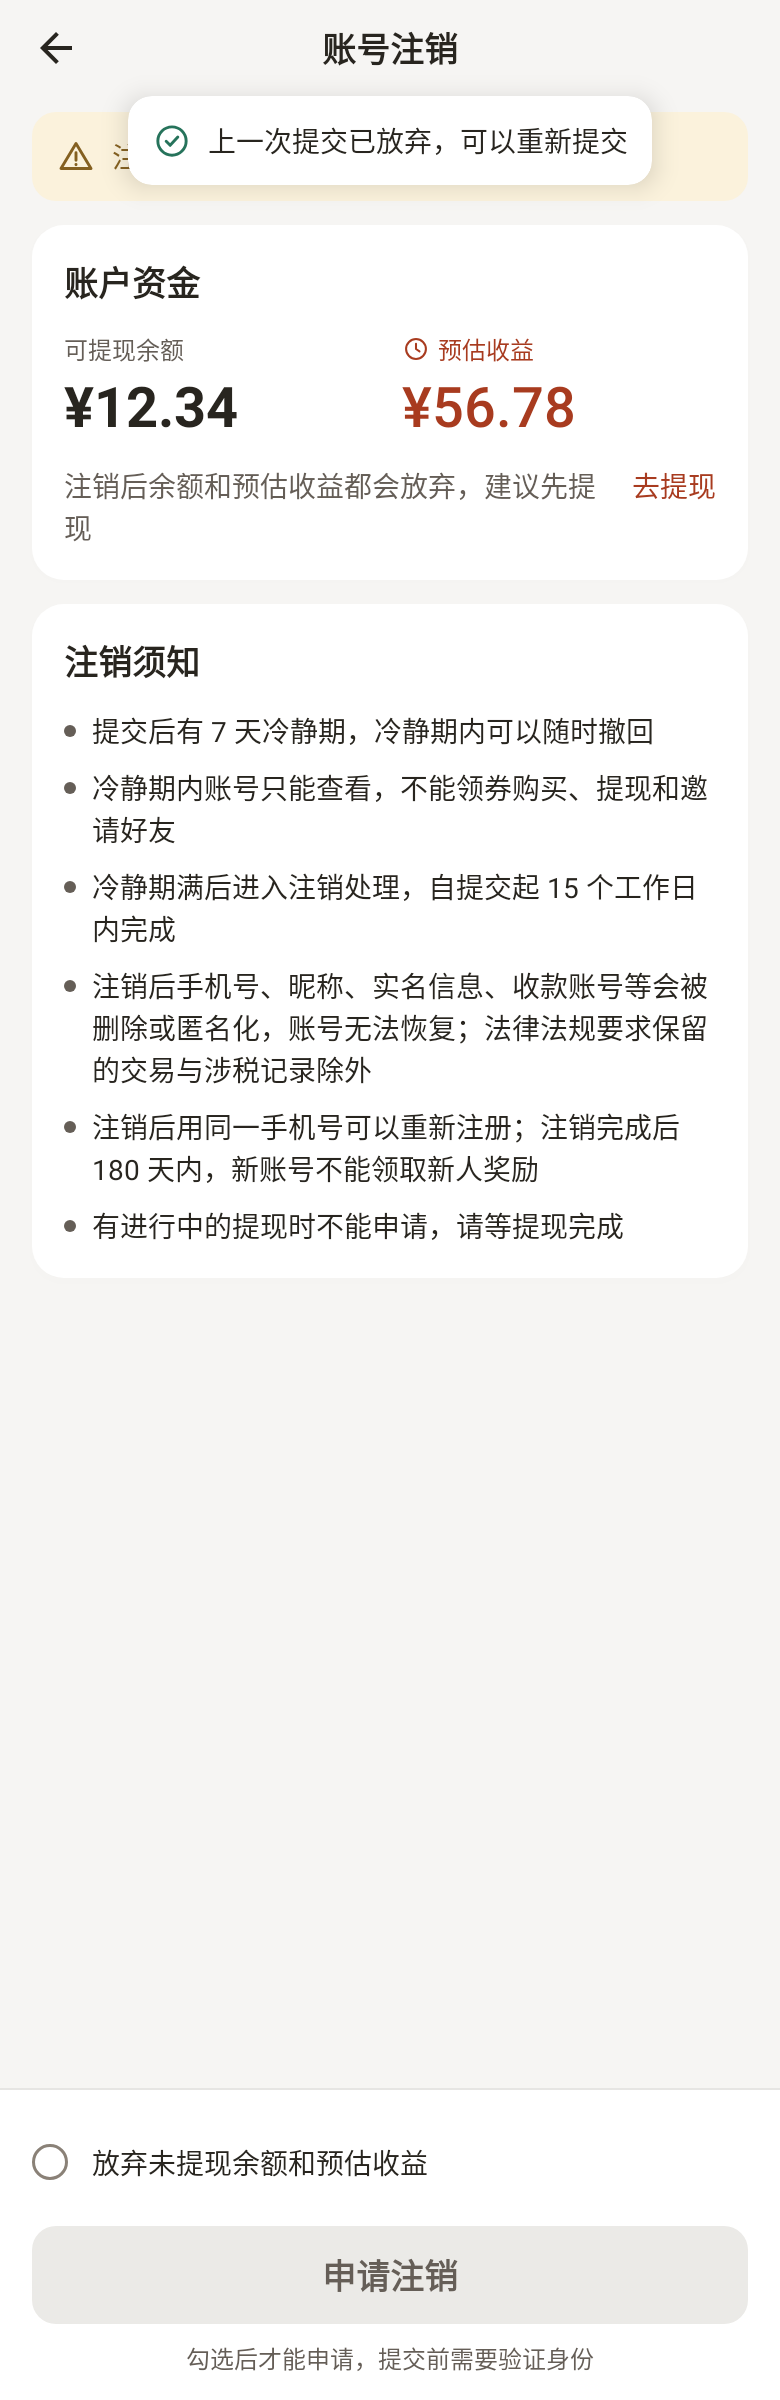 账号注销
上一次提交已放弃，可以重新提交
账户资金
可提现余额
预估收益
¥12.34
¥56.78
注销后余额和预估收益都会放弃，建议先提现
去提现
注销须知
提交后有 7 天冷静期，冷静期内可以随时撤回
冷静期内账号只能查看，不能领券购买、提现和邀
请好友
冷静期满后进入注销处理，自提交起 15 个工作日
内完成
注销后手机号、昵称、实名信息、收款账号等会被
删除或匿名化，账号无法恢复；法律法规要求保留
的交易与涉税记录除外
注销后用同一手机号可以重新注册；注销完成后
180 天内，新账号不能领取新人奖励
有进行中的提现时不能申请，请等提现完成
放弃未提现余额和预估收益
申请注销
勾选后才能申请，提交前需要验证身份